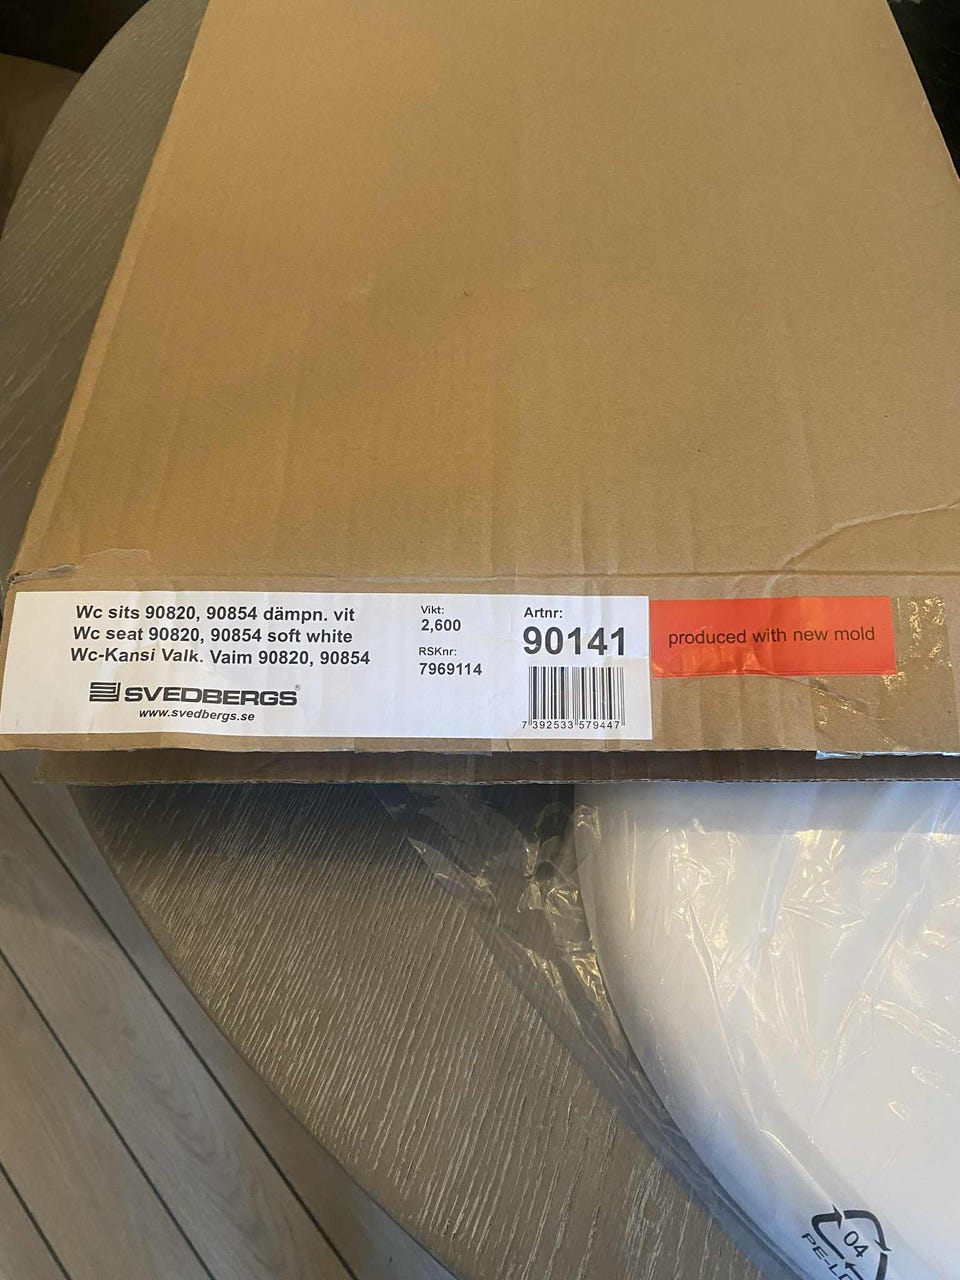 Wc sits 90820, 90854 dämpn. vit
Wc seat 90820, 90854 soft white
Wc-Kansi Valk. Vaim 90820, 90854
SVEDBERGS®
www.svedbergs.se
Vikt:
2,600
RSKnr:
7969114
Artnr:
90141
7 392533 579447
produced with new mold
04